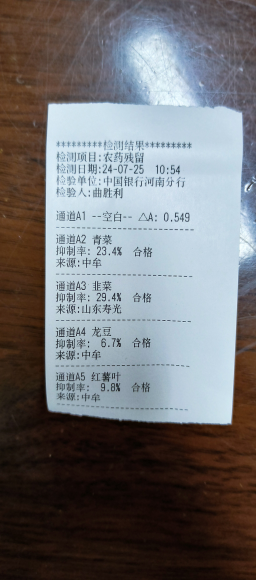 *********检测结果*********
检测项目:农药残留
检测日期:24-07-25 10:54
检验单位:中国银行河南分行
检验人:曲胜利
通道A1 --空白-- △A: 0.549
通道A2 青菜
抑制率: 23.4% 合格
来源:中牟
通道A3 韭菜
抑制率: 29.4% 合格
来源:山东寿光
通道A4 龙豆
抑制率: 6.7% 合格
来源:中牟
通道A5 红薯叶
抑制率: 9.8% 合格
来源:中牟